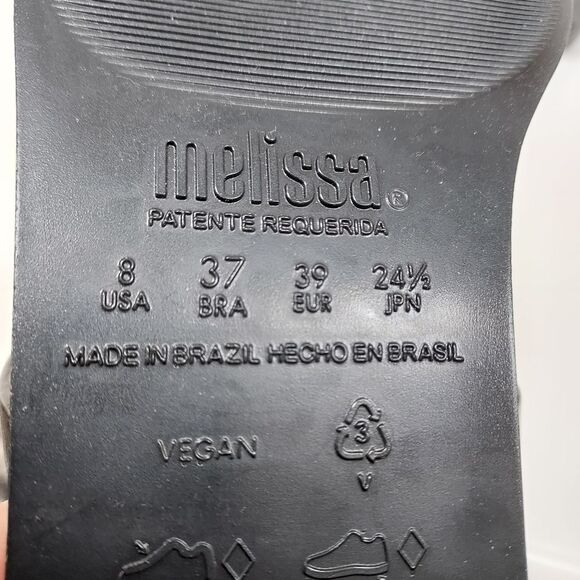 melissa®
PATENTE REQUERIDA
8 37 39 24½
USA BRA EUR JPN
MADE IN BRAZIL HECHO EN BRASIL
VEGAN
3
V